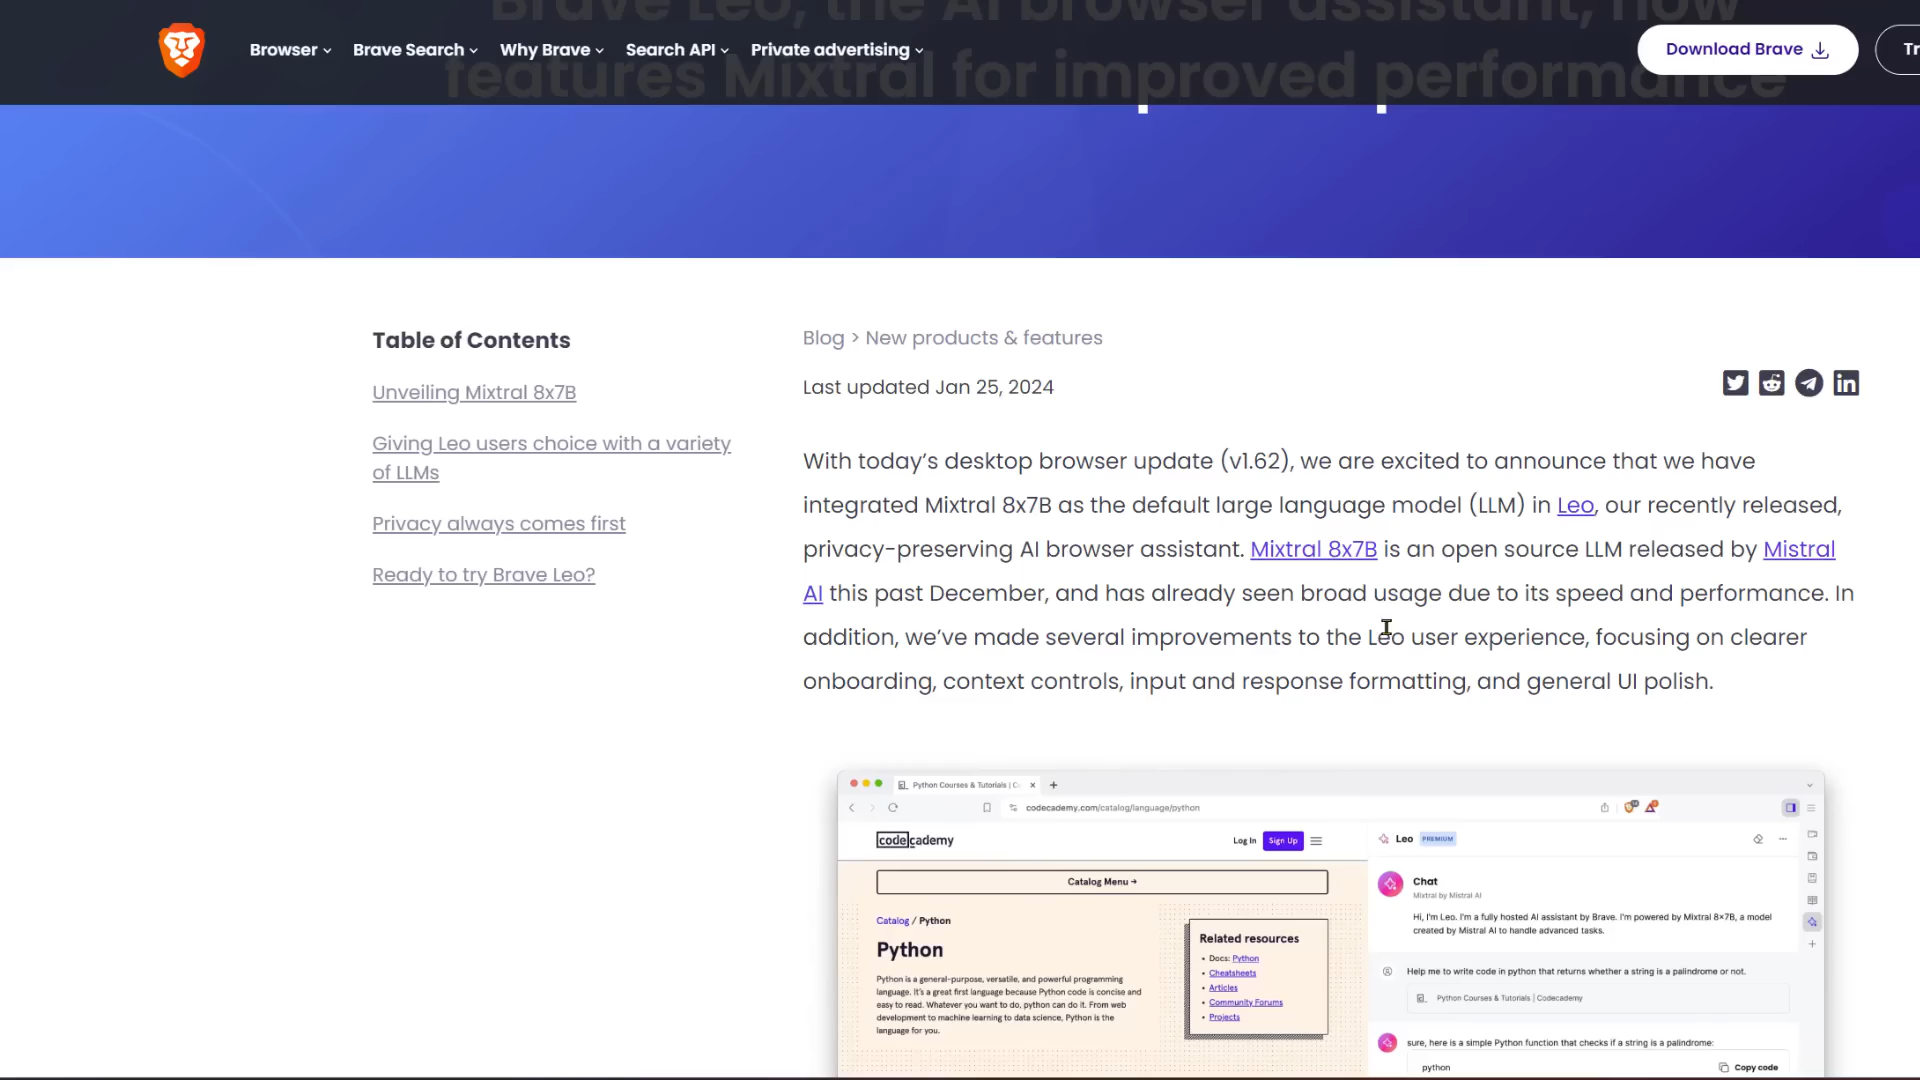 Brave Leo, the AI browser assistant, now
features Mixtral for improved performance
Browser
Brave Search
Why Brave
Search API
Private advertising
Download Brave
Tr
Table of Contents
Unveiling Mixtral 8x7B
Giving Leo users choice with a variety
of LLMs
Privacy always comes first
Ready to try Brave Leo?
Blog > New products & features
Last updated Jan 25, 2024
With today’s desktop browser update (v1.62), we are excited to announce that we have
integrated Mixtral 8x7B as the default large language model (LLM) in Leo, our recently released,
privacy-preserving AI browser assistant. Mixtral 8x7B is an open source LLM released by Mistral
AI this past December, and has already seen broad usage due to its speed and performance. In
addition, we’ve made several improvements to the Leo user experience, focusing on clearer
onboarding, context controls, input and response formatting, and general UI polish.
Python Courses & Tutorials | C
codecademy.com/catalog/language/python
codecademy
Log In
Sign Up
Catalog Menu →
Catalog / Python
Python
Python is a general-purpose, versatile, and powerful programming
language. It's a great first language because Python code is concise and
easy to read. Whatever you want to do, python can do it. From web
development to machine learning to data science, Python is the
language for you.
Related resources
• Docs: Python
• Cheatsheets
• Articles
• Community Forums
• Projects
Leo PREMIUM
Chat
Mixtral by Mistral AI
Hi, I'm Leo. I'm a fully hosted AI assistant by Brave. I'm powered by Mixtral 8×7B, a model
created by Mistral AI to handle advanced tasks.
Help me to write code in python that returns whether a string is a palindrome or not.
Python Courses & Tutorials | Codecademy
sure, here is a simple Python function that checks if a string is a palindrome:
python
Copy code